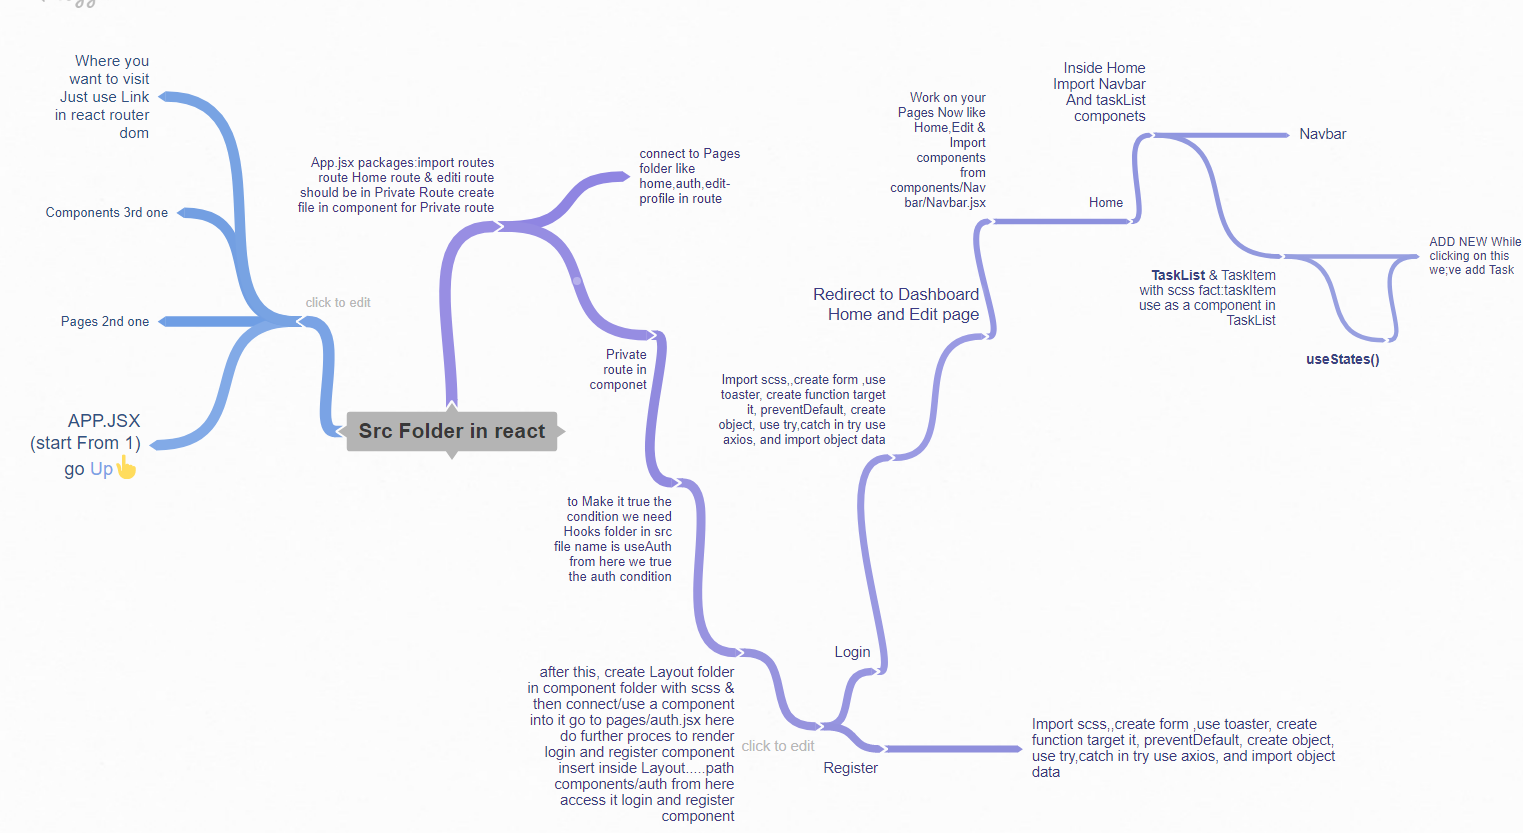 Where you
want to visit
Just use Link
in react router
dom
Components 3rd one
Pages 2nd one
APP.JSX
(start From 1)
go Up👆
click to edit
Src Folder in react
App.jsx packages:import routes
route Home route & editi route
should be in Private Route create
file in component for Private route
connect to Pages
folder like
home,auth,edit-
profile in route
Private
route in
componet
to Make it true the
condition we need
Hooks folder in src
file name is useAuth
from here we true
the auth condition
after this, create Layout folder
in component folder with scss &
then connect/use a component
into it go to pages/auth.jsx here
do further proces to render
login and register component
insert inside Layout.....path
components/auth from here
access it login and register
component
click to edit
Login
Register
Import scss,,create form ,use toaster, create
function target it, preventDefault, create object,
use try,catch in try use axios, and import object
data
Import scss,,create form ,use
toaster, create function target
it, preventDefault, create
object, use try,catch in try use
axios, and import object data
Redirect to Dashboard
Home and Edit page
Work on your
Pages Now like
Home,Edit &
Import
components
from
components/Nav
bar/Navbar.jsx
Home
Inside Home
Import Navbar
And taskList
componets
Navbar
TaskList & TaskItem
with scss fact:taskItem
use as a component in
TaskList
ADD NEW While
clicking on this
we;ve add Task
useStates()